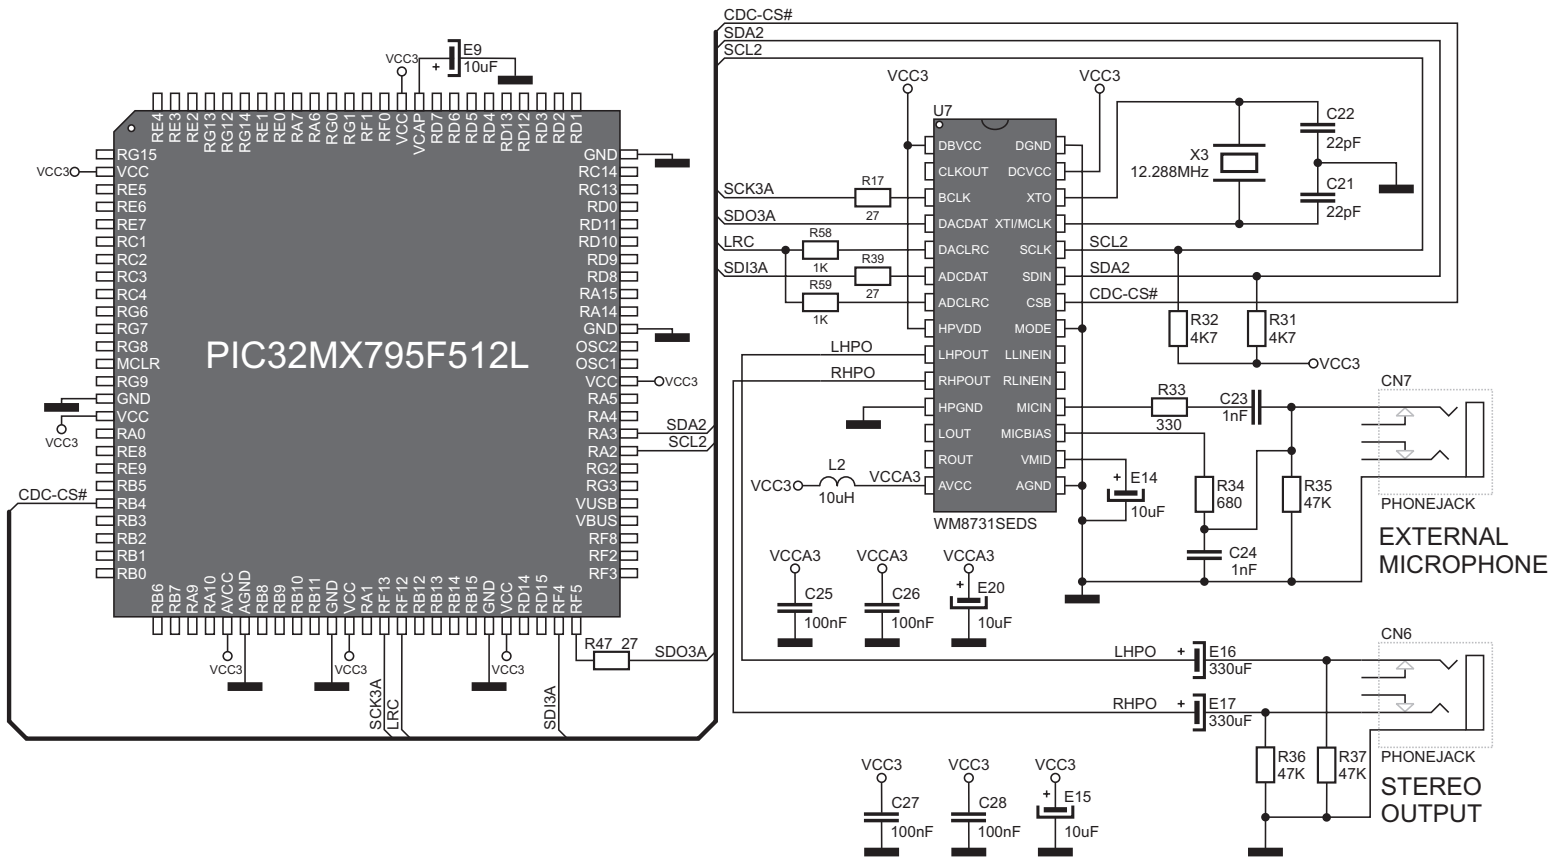 CDC-CS#
SDA2
SCL2
VCC3
E9
10uF
RE4
RE3
RE2
RG13
RG12
RG14
RE1
RE0
RA7
RA6
RG0
RG1
RF1
RF0
VCC
VCAP
RD7
RD6
RD5
RD4
RD13
RD12
RD3
RD2
RD1
VCC3
RG15
VCC
RE5
RE6
RE7
RC1
RC2
RC3
RC4
RG6
RG7
RG8
MCLR
RG9
GND
VCC
RA0
RE8
RE9
RB5
RB4
RB3
RB2
RB1
RB0
VCC3
CDC-CS#
PIC32MX795F512L
GND
RC14
RC13
RD0
RD11
RD10
RD9
RD8
RA15
RA14
GND
OSC2
OSC1
VCC
RA5
RA4
RA3
RA2
RG2
RG3
VUSB
VBUS
RF8
RF2
RF3
VCC3
SDA2
SCL2
RB6
RB7
RA9
RA10
AVCC
AGND
RB8
RB9
RB10
RB11
GND
VCC
RA1
RF13
RF12
RB12
RB13
RB14
RB15
GND
VCC
RD14
RD15
RF4
RF5
VCC3
VCC3
VCC3
R47 27
SDO3A
SCK3A
LRC
SDI3A
VCC3
VCC3
U7
SCK3A
R17
27
SDO3A
LRC
R58
1K
SDI3A
R39
27
R59
1K
LHPO
RHPO
VCC3
L2
10uH
VCCA3
DBVCC
CLKOUT
BCLK
DACDAT
DACLRC
ADCDAT
ADCLRC
HPVDD
LHPOUT
RHPOUT
HPGND
LOUT
ROUT
AVCC
DGND
DCVCC
XTO
XTI/MCLK
SCLK
SDIN
CSB
MODE
LLINEIN
RLINEIN
MICIN
MICBIAS
VMID
AGND
WM8731SEDS
X3
12.288MHz
C22
22pF
C21
22pF
SCL2
SDA2
CDC-CS#
R32
4K7
R31
4K7
VCC3
R33
330
C23
1nF
E14
10uF
R34
680
R35
47K
C24
1nF
CN7
PHONEJACK
EXTERNAL
MICROPHONE
VCCA3
C25
100nF
VCCA3
C26
100nF
VCCA3
E20
10uF
LHPO
E16
330uF
RHPO
E17
330uF
R36
47K
R37
47K
CN6
PHONEJACK
STEREO
OUTPUT
VCC3
C27
100nF
VCC3
C28
100nF
VCC3
E15
10uF